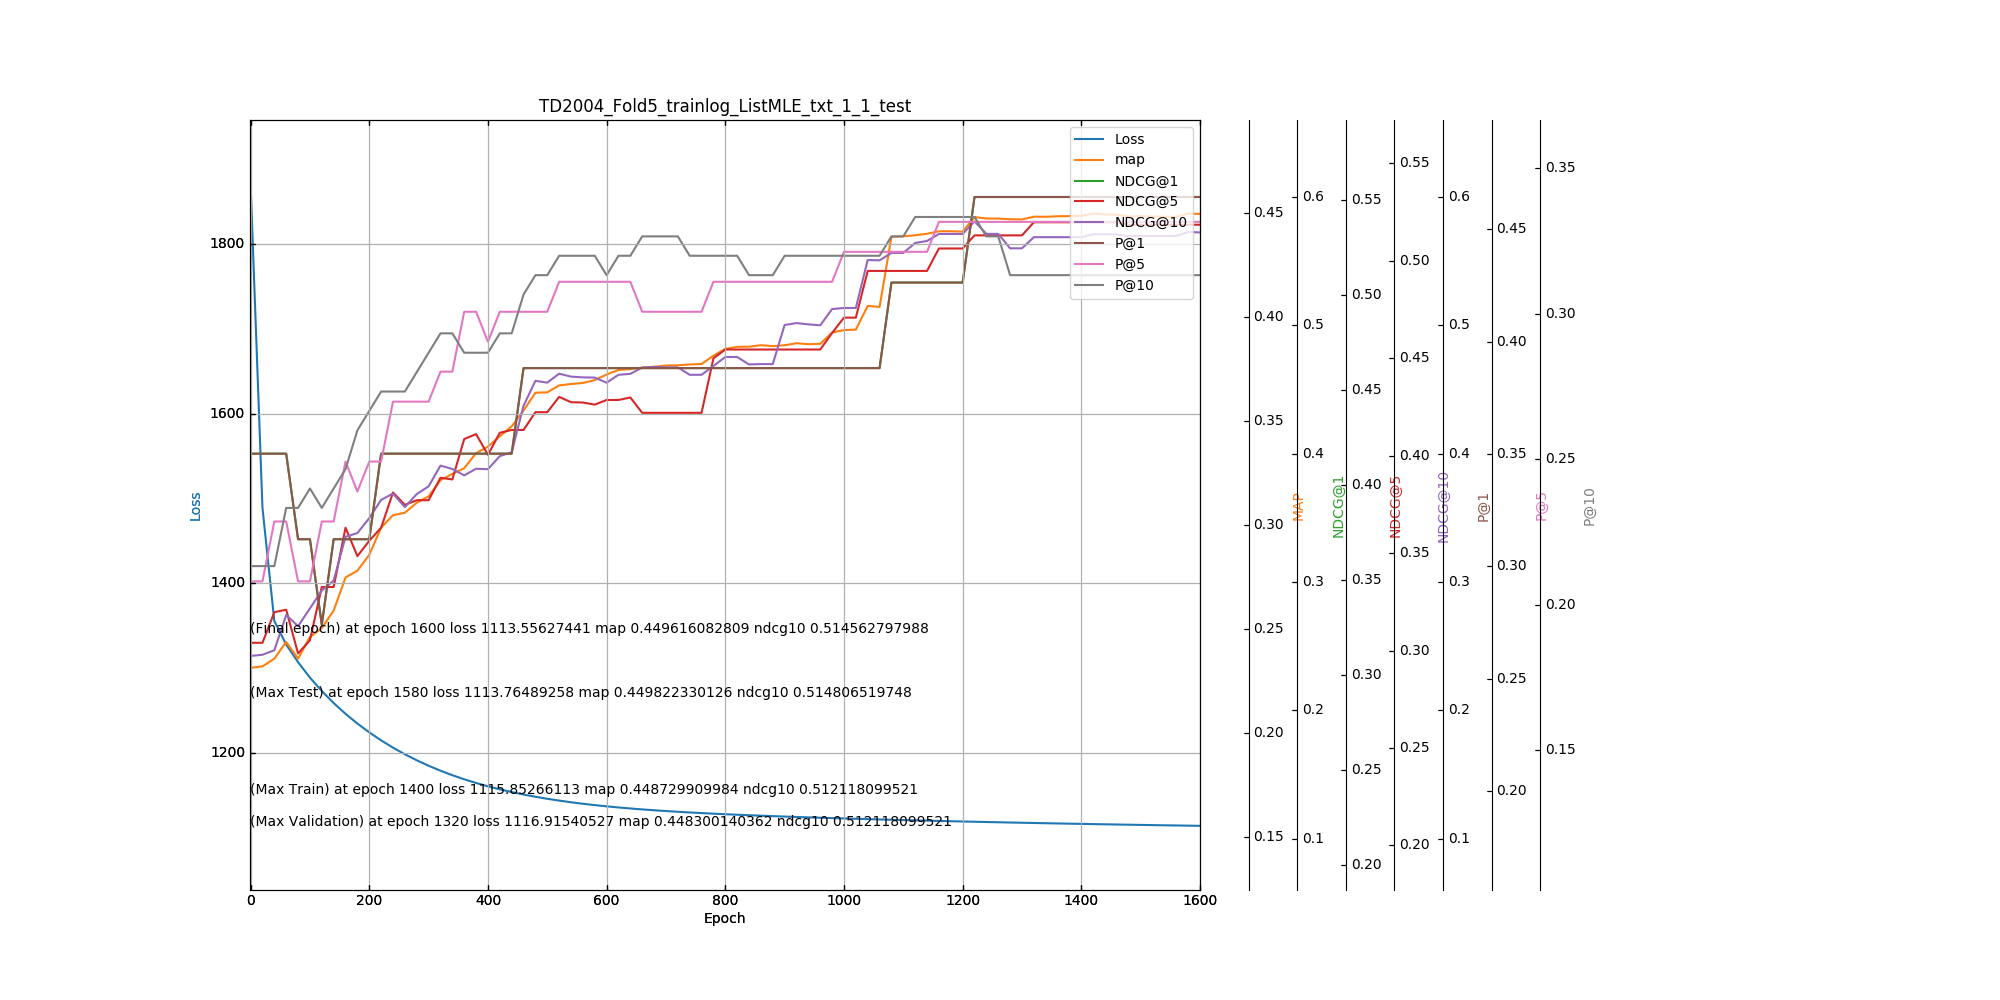 TD2004_Fold5_trainlog_ListMLE_txt_1_1_test
Loss
map
NDCG@1
NDCG@5
NDCG@10
P@1
P@5
P@10
1800
1600
1400
1200
Loss
(Final epoch) at epoch 1600 loss 1113.55627441 map 0.449616082809 ndcg10 0.514562797988
(Max Test) at epoch 1580 loss 1113.76489258 map 0.449822330126 ndcg10 0.514806519748
(Max Train) at epoch 1400 loss 1115.85266113 map 0.448729909984 ndcg10 0.512118099521
(Max Validation) at epoch 1320 loss 1116.91540527 map 0.448300140362 ndcg10 0.512118099521
0 200 400 600 800 1000 1200 1400 1600
Epoch
0.45
0.40
0.35
0.30
0.25
0.20
0.15
MAP
0.6
0.5
0.4
0.3
0.2
0.1
NDCG@1
0.55
0.50
0.45
0.40
0.35
0.30
0.25
0.20
NDCG@5
0.55
0.50
0.45
0.40
0.35
0.30
0.25
0.20
NDCG@10
0.6
0.5
0.4
0.3
0.2
0.1
P@1
0.45
0.40
0.35
0.30
0.25
0.20
P@5
0.35
0.30
0.25
0.20
0.15
P@10